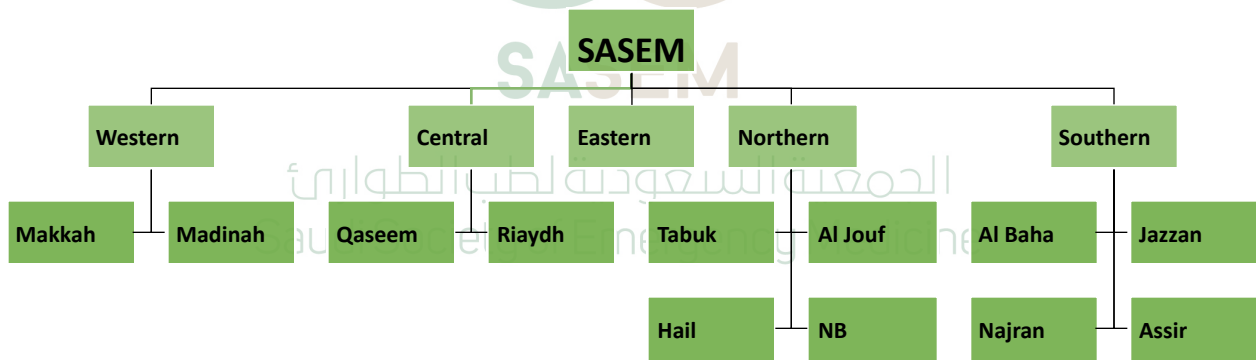 SASEM
SASEM
Western
Central
Eastern
Northern
Southern
الجمعية السعودية لطب الطوارئ
Makkah
Madinah
Qaseem
Riaydh
Tabuk
Al Jouf
Al Baha
Jazzan
Saudi Society of Emergency Medicine
Hail
NB
Najran
Assir